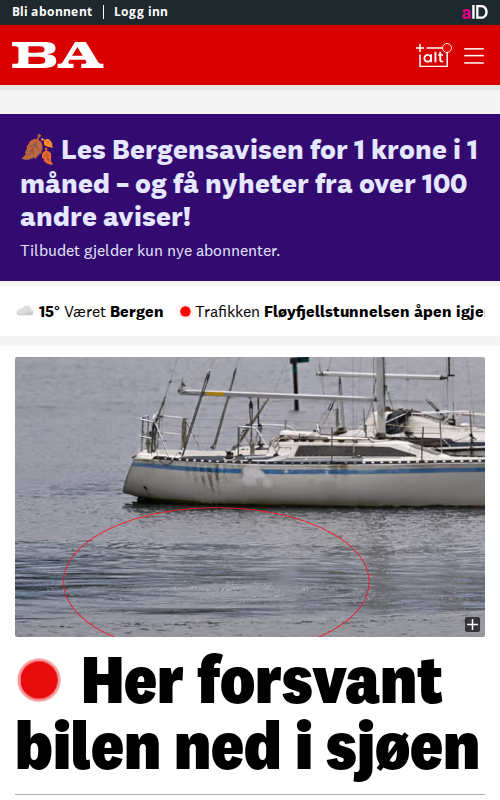 Bli abonnent | Logg inn aID
BA +alt
Les Bergensavisen for 1 krone i 1
måned – og få nyheter fra over 100
andre aviser!
Tilbudet gjelder kun nye abonnenter.
15° Været Bergen Trafikken Fløyfjellstunnelsen åpen igje
Her forsvant
bilen ned i sjøen